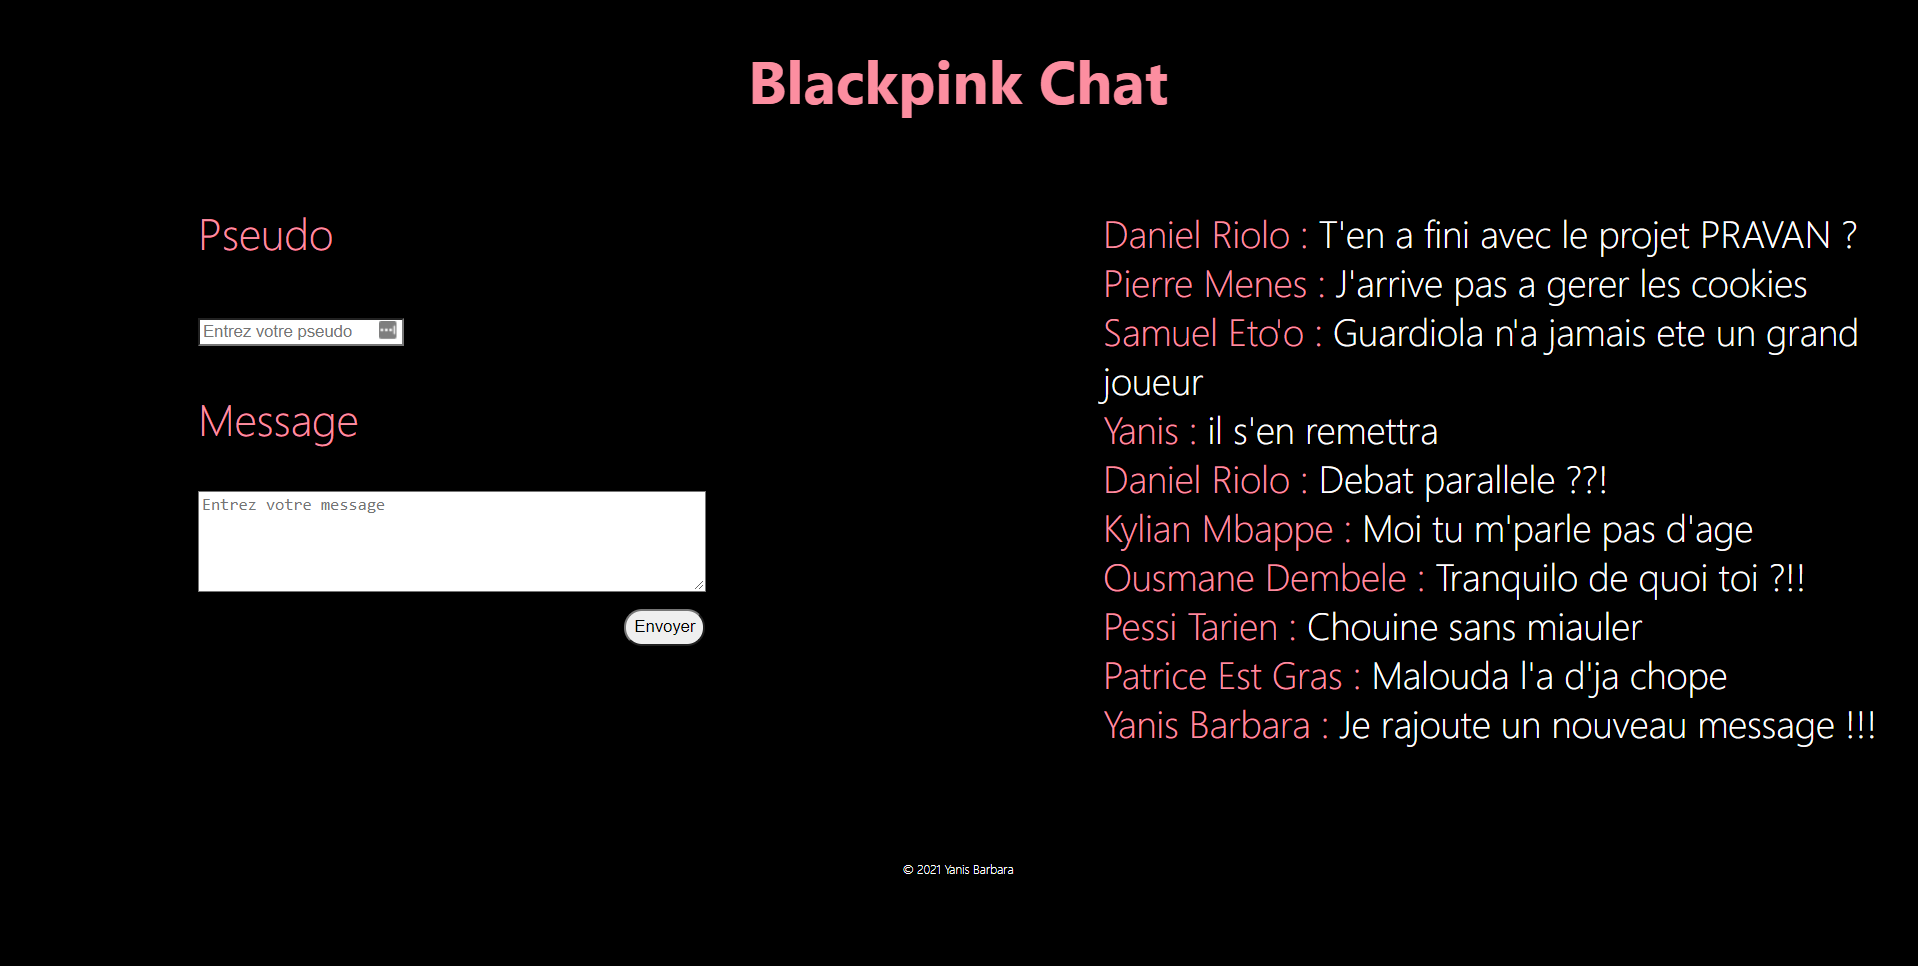 Blackpink Chat
Pseudo
Entrez votre pseudo
Message
Entrez votre message
Envoyer
Daniel Riolo : T'en a fini avec le projet PRAVAN ?
Pierre Menes : J'arrive pas a gerer les cookies
Samuel Eto'o : Guardiola n'a jamais ete un grand
joueur
Yanis : il s'en remettra
Daniel Riolo : Debat parallele ??!
Kylian Mbappe : Moi tu m'parle pas d'age
Ousmane Dembele : Tranquilo de quoi toi ?!!
Pessi Tarien : Chouine sans miauler
Patrice Est Gras : Malouda l'a d'ja chope
Yanis Barbara : Je rajoute un nouveau message !!!
© 2021 Yanis Barbara